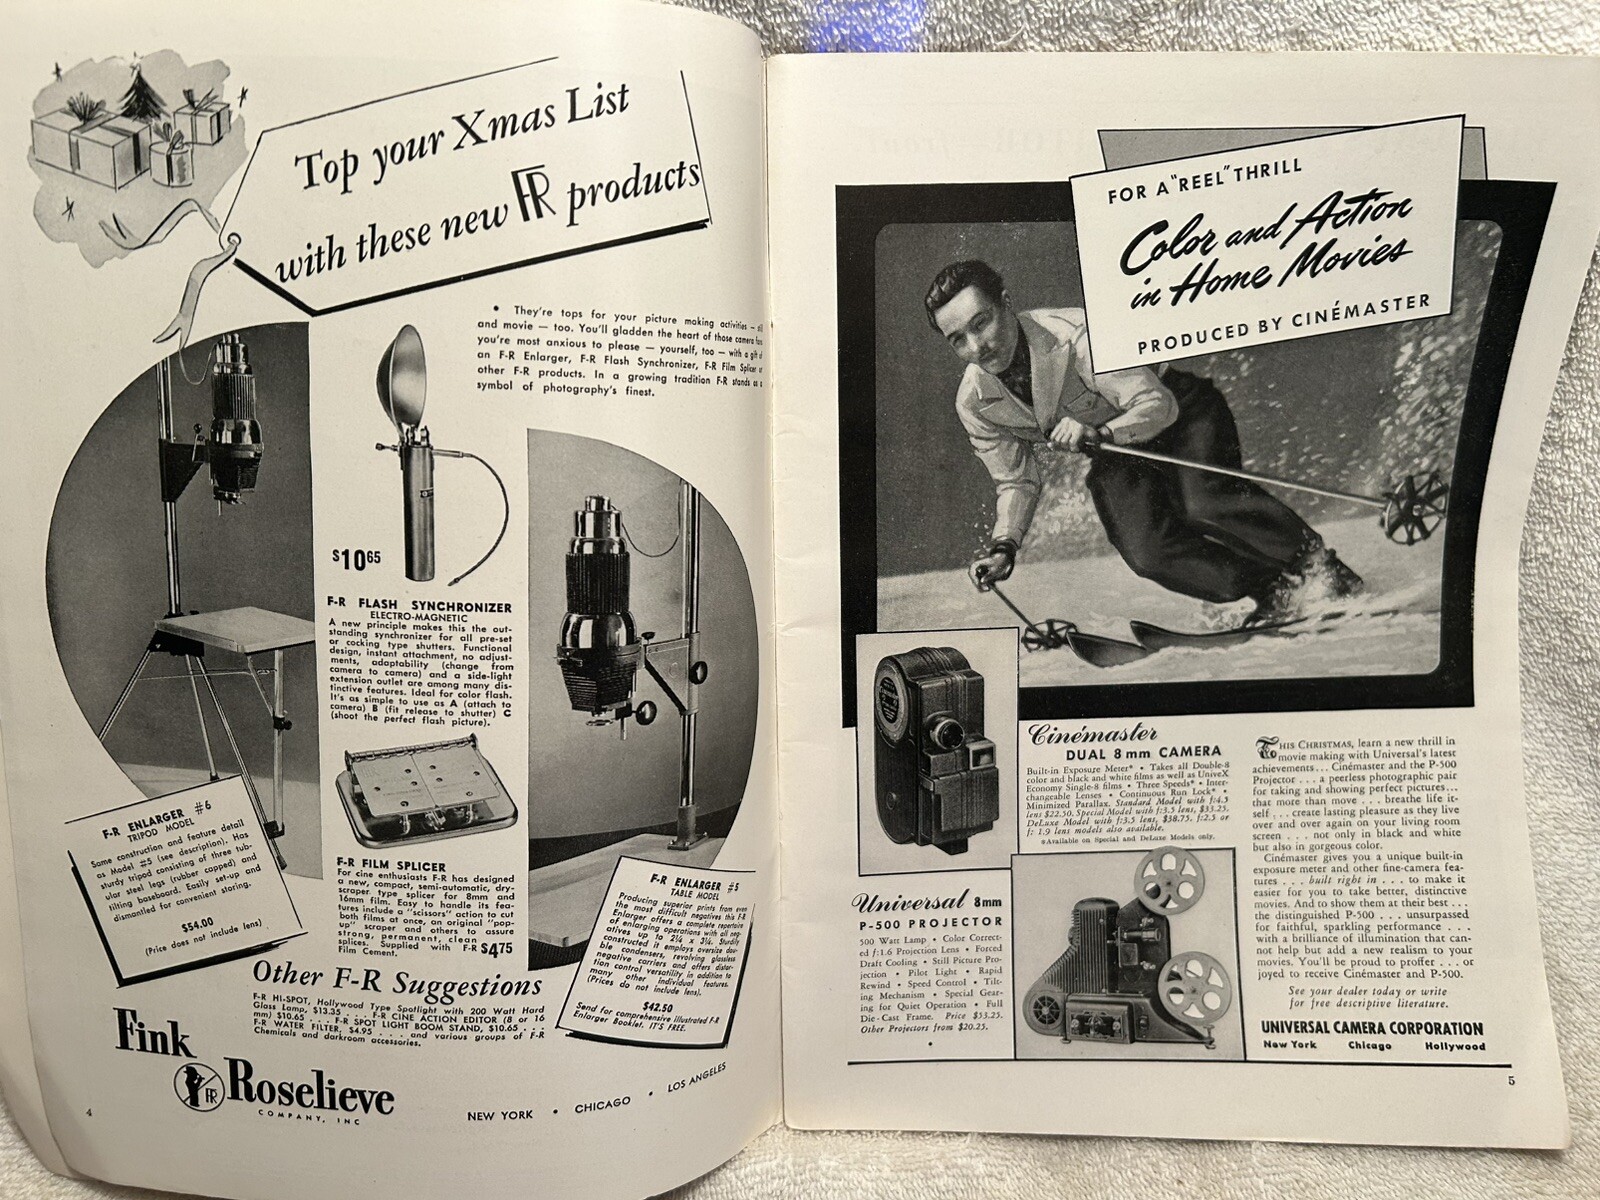 Top your Xmas List
with these new FR products
• They're tops for your picture making activities —
and movie — too. You'll gladden the heart of those camera fans
you're most anxious to please — yourself, too — with a gift of
an F-R Enlarger, F-R Flash Synchronizer, F-R Film Splicer or
other F-R products. In a growing tradition F-R stands as a
symbol of photography's finest.
$10.65
F-R FLASH SYNCHRONIZER
ELECTRO-MAGNETIC
A new principle makes this the out-
standing synchronizer for all pre-set
or cocking type shutters. Functional
design, instant attachment, no adjust-
ments, adaptability (change from
camera to camera) and a side-light
extension outlet are among many dis-
tinctive features. Ideal for color flash.
It's as simple to use as A (attach to
camera) B (fit release to shutter) C
(shoot the perfect flash picture).
F-R ENLARGER #6
TRIPOD MODEL
Same construction and feature detail
as Model #5 (see description). Has
sturdy tripod consisting of three tub-
ular steel legs (rubber capped) and
tilting baseboard. Easily set-up and
dismantled for convenient storing.
$54.00
(Price does not include lens)
F-R FILM SPLICER
For cine enthusiasts F-R has designed
a new, compact, semi-automatic, dry-
scraper type splicer for 8mm and
16mm film. Easy to handle its fea-
tures include a "scissors" action to cut
both films at once, an original "pop-
up" scraper and others to assure
strong, permanent, clean
splices. Supplied with F-R
Film Cement.
$4.75
F-R ENLARGER #5
TABLE MODEL
Producing superior prints from even
the most difficult negatives this F-R
Enlarger offers a complete repertoire
of enlarging operations with all neg-
atives up to 2¼ x 3¼. Sturdily
constructed it employs oversize dou-
ble condensers, revolving glassless
negative carriers and offers distor-
tion control versatility in addition to
many other individual features.
(Prices do not include lens).
$42.50
Send for comprehensive illustrated F-R
Enlarger Booklet. IT'S FREE.
Other F-R Suggestions
F-R HI-SPOT, Hollywood Type Spotlight with 200 Watt Hard
Glass Lamp, $13.35 . . . F-R CINE ACTION EDITOR (8 or 16
mm) $10.65 . . . F-R SPOT LIGHT BOOM STAND, $10.65 . . .
F-R WATER FILTER, $4.95 . . . and various groups of F-R
Chemicals and darkroom accessories.
Fink
FR
Roselieve
COMPANY, INC
NEW YORK • CHICAGO • LOS ANGELES
4
FOR A "REEL" THRILL
Color and Action
in Home Movies
PRODUCED BY CINÉMASTER
Cinémaster
DUAL 8mm CAMERA
Built-in Exposure Meter* • Takes all Double-8
color and black and white films as well as UniveX
Economy Single-8 films • Three Speeds* • Inter-
changeable Lenses • Continuous Run Lock* •
Minimized Parallax. Standard Model with f:4.5
lens $22.50. Special Model with f:3.5 lens, $33.25.
DeLuxe Model with f:3.5 lens, $38.75. f:2.5 or
f: 1.9 lens models also available.
*Available on Special and DeLuxe Models only.
Universal 8mm
P-500 PROJECTOR
500 Watt Lamp • Color Correct-
ed f:1.6 Projection Lens • Forced
Draft Cooling • Still Picture Pro-
jection • Pilot Light • Rapid
Rewind • Speed Control • Tilt-
ing Mechanism • Special Gear-
ing for Quiet Operation • Full
Die-Cast Frame. Price $53.25.
Other Projectors from $20.25.
THIS CHRISTMAS, learn a new thrill in
movie making with Universal's latest
achievements... Cinémaster and the P-500
Projector . . . a peerless photographic pair
for taking and showing perfect pictures...
that more than move . . . breathe life it-
self . . . create lasting pleasure as they live
over and over again on your living room
screen . . . not only in black and white
but also in gorgeous color.
Cinémaster gives you a unique built-in
exposure meter and other fine-camera fea-
tures . . . built right in . . . to make it
easier for you to take better, distinctive
movies. And to show them at their best . . .
the distinguished P-500 . . . unsurpassed
for faithful, sparkling performance . . .
with a brilliance of illumination that can-
not help but add a new realism to your
movies. You'll be proud to proffer . . . or
joyed to receive Cinémaster and P-500.
See your dealer today or write
for free descriptive literature.
UNIVERSAL CAMERA CORPORATION
New York Chicago Hollywood
5